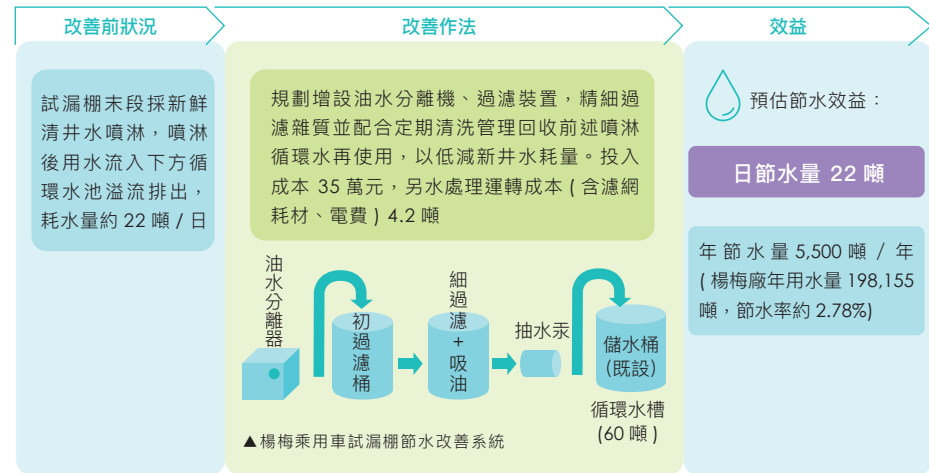 改善前狀況
試漏棚末段採新鮮
清井水噴淋，噴淋
後用水流入下方循
環水池溢流排出，
耗水量約 22 噸 / 日
改善作法
規劃增設油水分離機、過濾裝置，精細過
濾雜質並配合定期清洗管理回收前述噴淋
循環水再使用，以低減新井水耗量。投入
成本 35 萬元，另水處理運轉成本 ( 含濾網
耗材、電費 ) 4.2 噸
油水分離器
初過濾桶
細過濾+吸油
抽水汞
儲水桶
(既設)
循環水槽
(60 噸 )
▲楊梅乘用車試漏棚節水改善系統
效益
預估節水效益：
日節水量 22 噸
年節水量 5,500 噸 / 年
( 楊梅廠年用水量 198,155
噸，節水率約 2.78%)